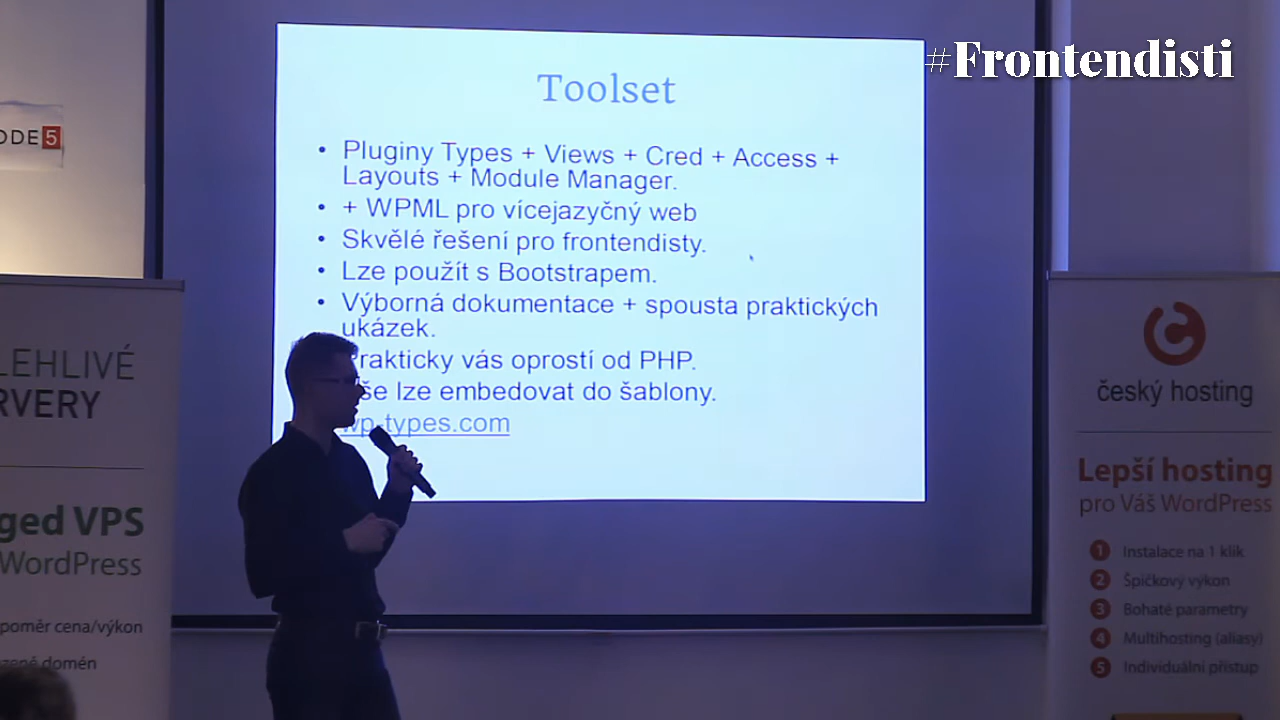 #Frontendisti
Toolset
• Pluginy Types + Views + Cred + Access +
Layouts + Module Manager.
• + WPML pro vícejazyčný web
• Skvělé řešení pro frontendisty.
• Lze použít s Bootstrapem.
• Výborná dokumentace + spousta praktických
ukázek.
Prakticky vás oprostí od PHP.
še lze embedovat do šablony.
wp-types.com
ODE5
LEHLIVÉ
RVERY
ged VPS
WordPress
poměr cena/výkon
domén
český hosting
Lepší hosting
pro Váš WordPress
1 Instalace na 1 klik
2 Špičkový výkon
3 Bohaté parametry
4 Multihosting (aliasy)
5 Individuální přístup